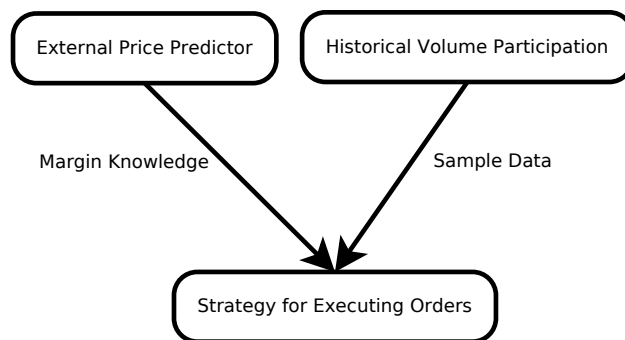 External Price Predictor
Historical Volume Participation
Margin Knowledge
Sample Data
Strategy for Executing Orders